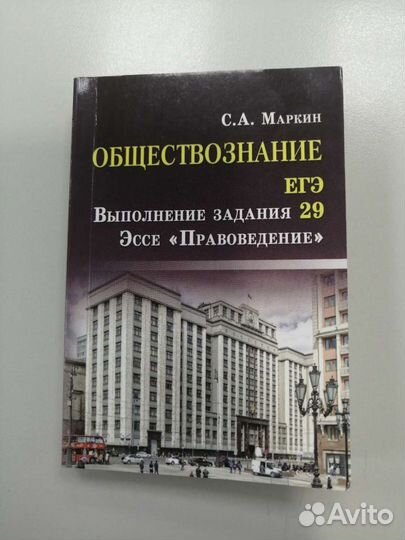 С.А. Маркин
ОБЩЕСТВОЗНАНИЕ
ЕГЭ
Выполнение задания 29
Эссе «Правоведение»
Avito